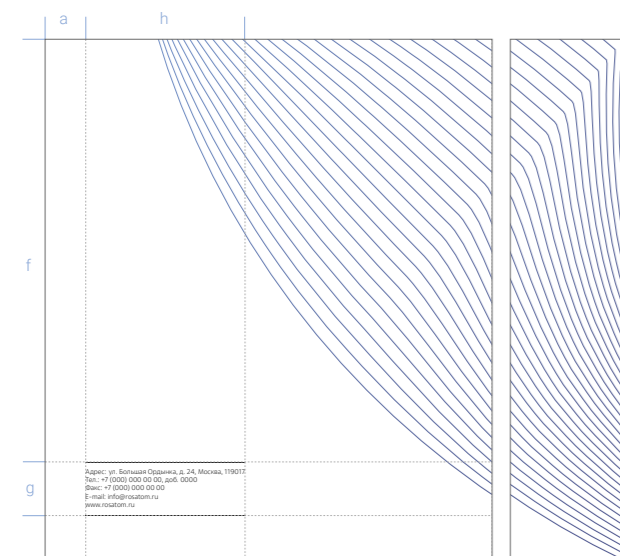 a h
f
g
Адрес: ул. Большая Ордынка, д. 24, Москва, 119017
Тел.: +7 (000) 000 00 00, доб. 0000
Факс: +7 (000) 000 00 00
E-mail: info@rosatom.ru
www.rosatom.ru